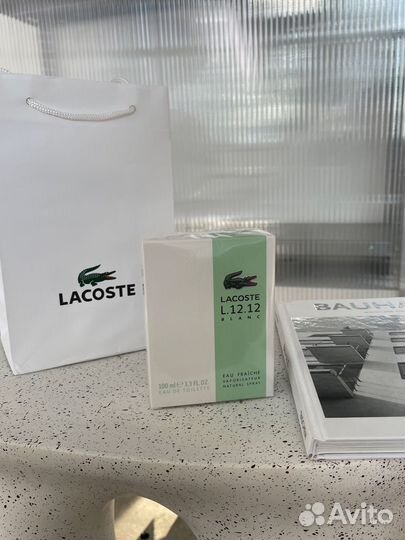 LACOSTE
LACOSTE
L.12.12
BLANC
EAU FRAÎCHE
VAPORISATEUR
NATURAL SPRAY
100 ml e 3.3 FL.OZ.
EAU DE TOILETTE
Avito